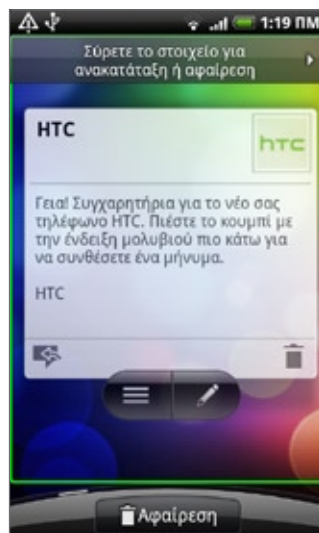 1:19 ΠΜ
Σύρετε το στοιχείο για
ανακατάταξη ή αφαίρεση
HTC
hTC
Γεια! Συγχαρητήρια για το νέο σας
τηλέφωνο HTC. Πιέστε το κουμπί με
την ένδειξη μολυβιού πιο κάτω για
να συνθέσετε ένα μήνυμα.
HTC
Αφαίρεση